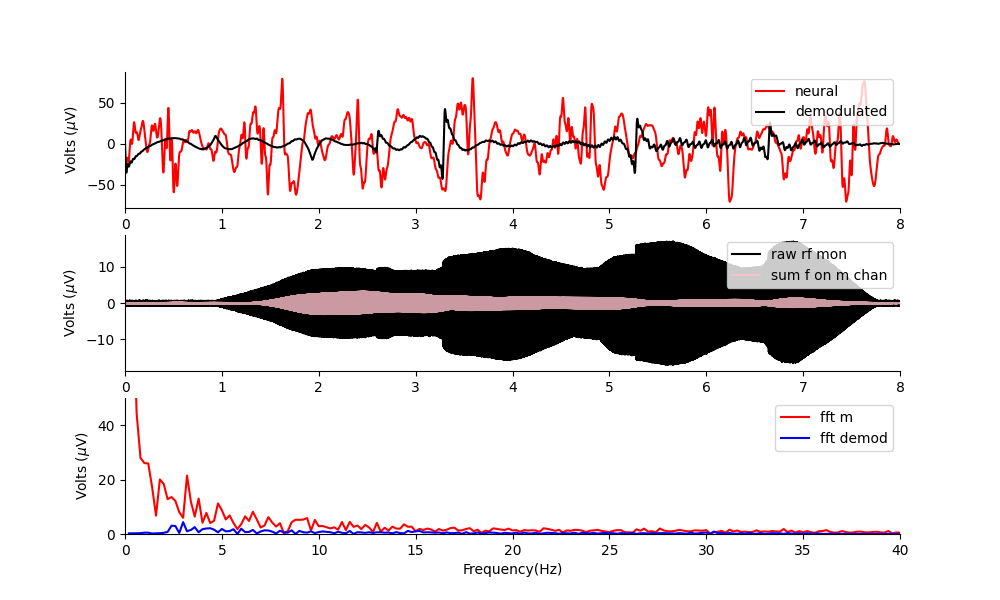 Volts (µV)
50
0
−50
neural
demodulated
0 1 2 3 4 5 6 7 8
Volts (µV)
10
0
−10
raw rf mon
sum f on m chan
0 1 2 3 4 5 6 7 8
Volts (µV)
40
20
0
fft m
fft demod
0 5 10 15 20 25 30 35 40
Frequency(Hz)